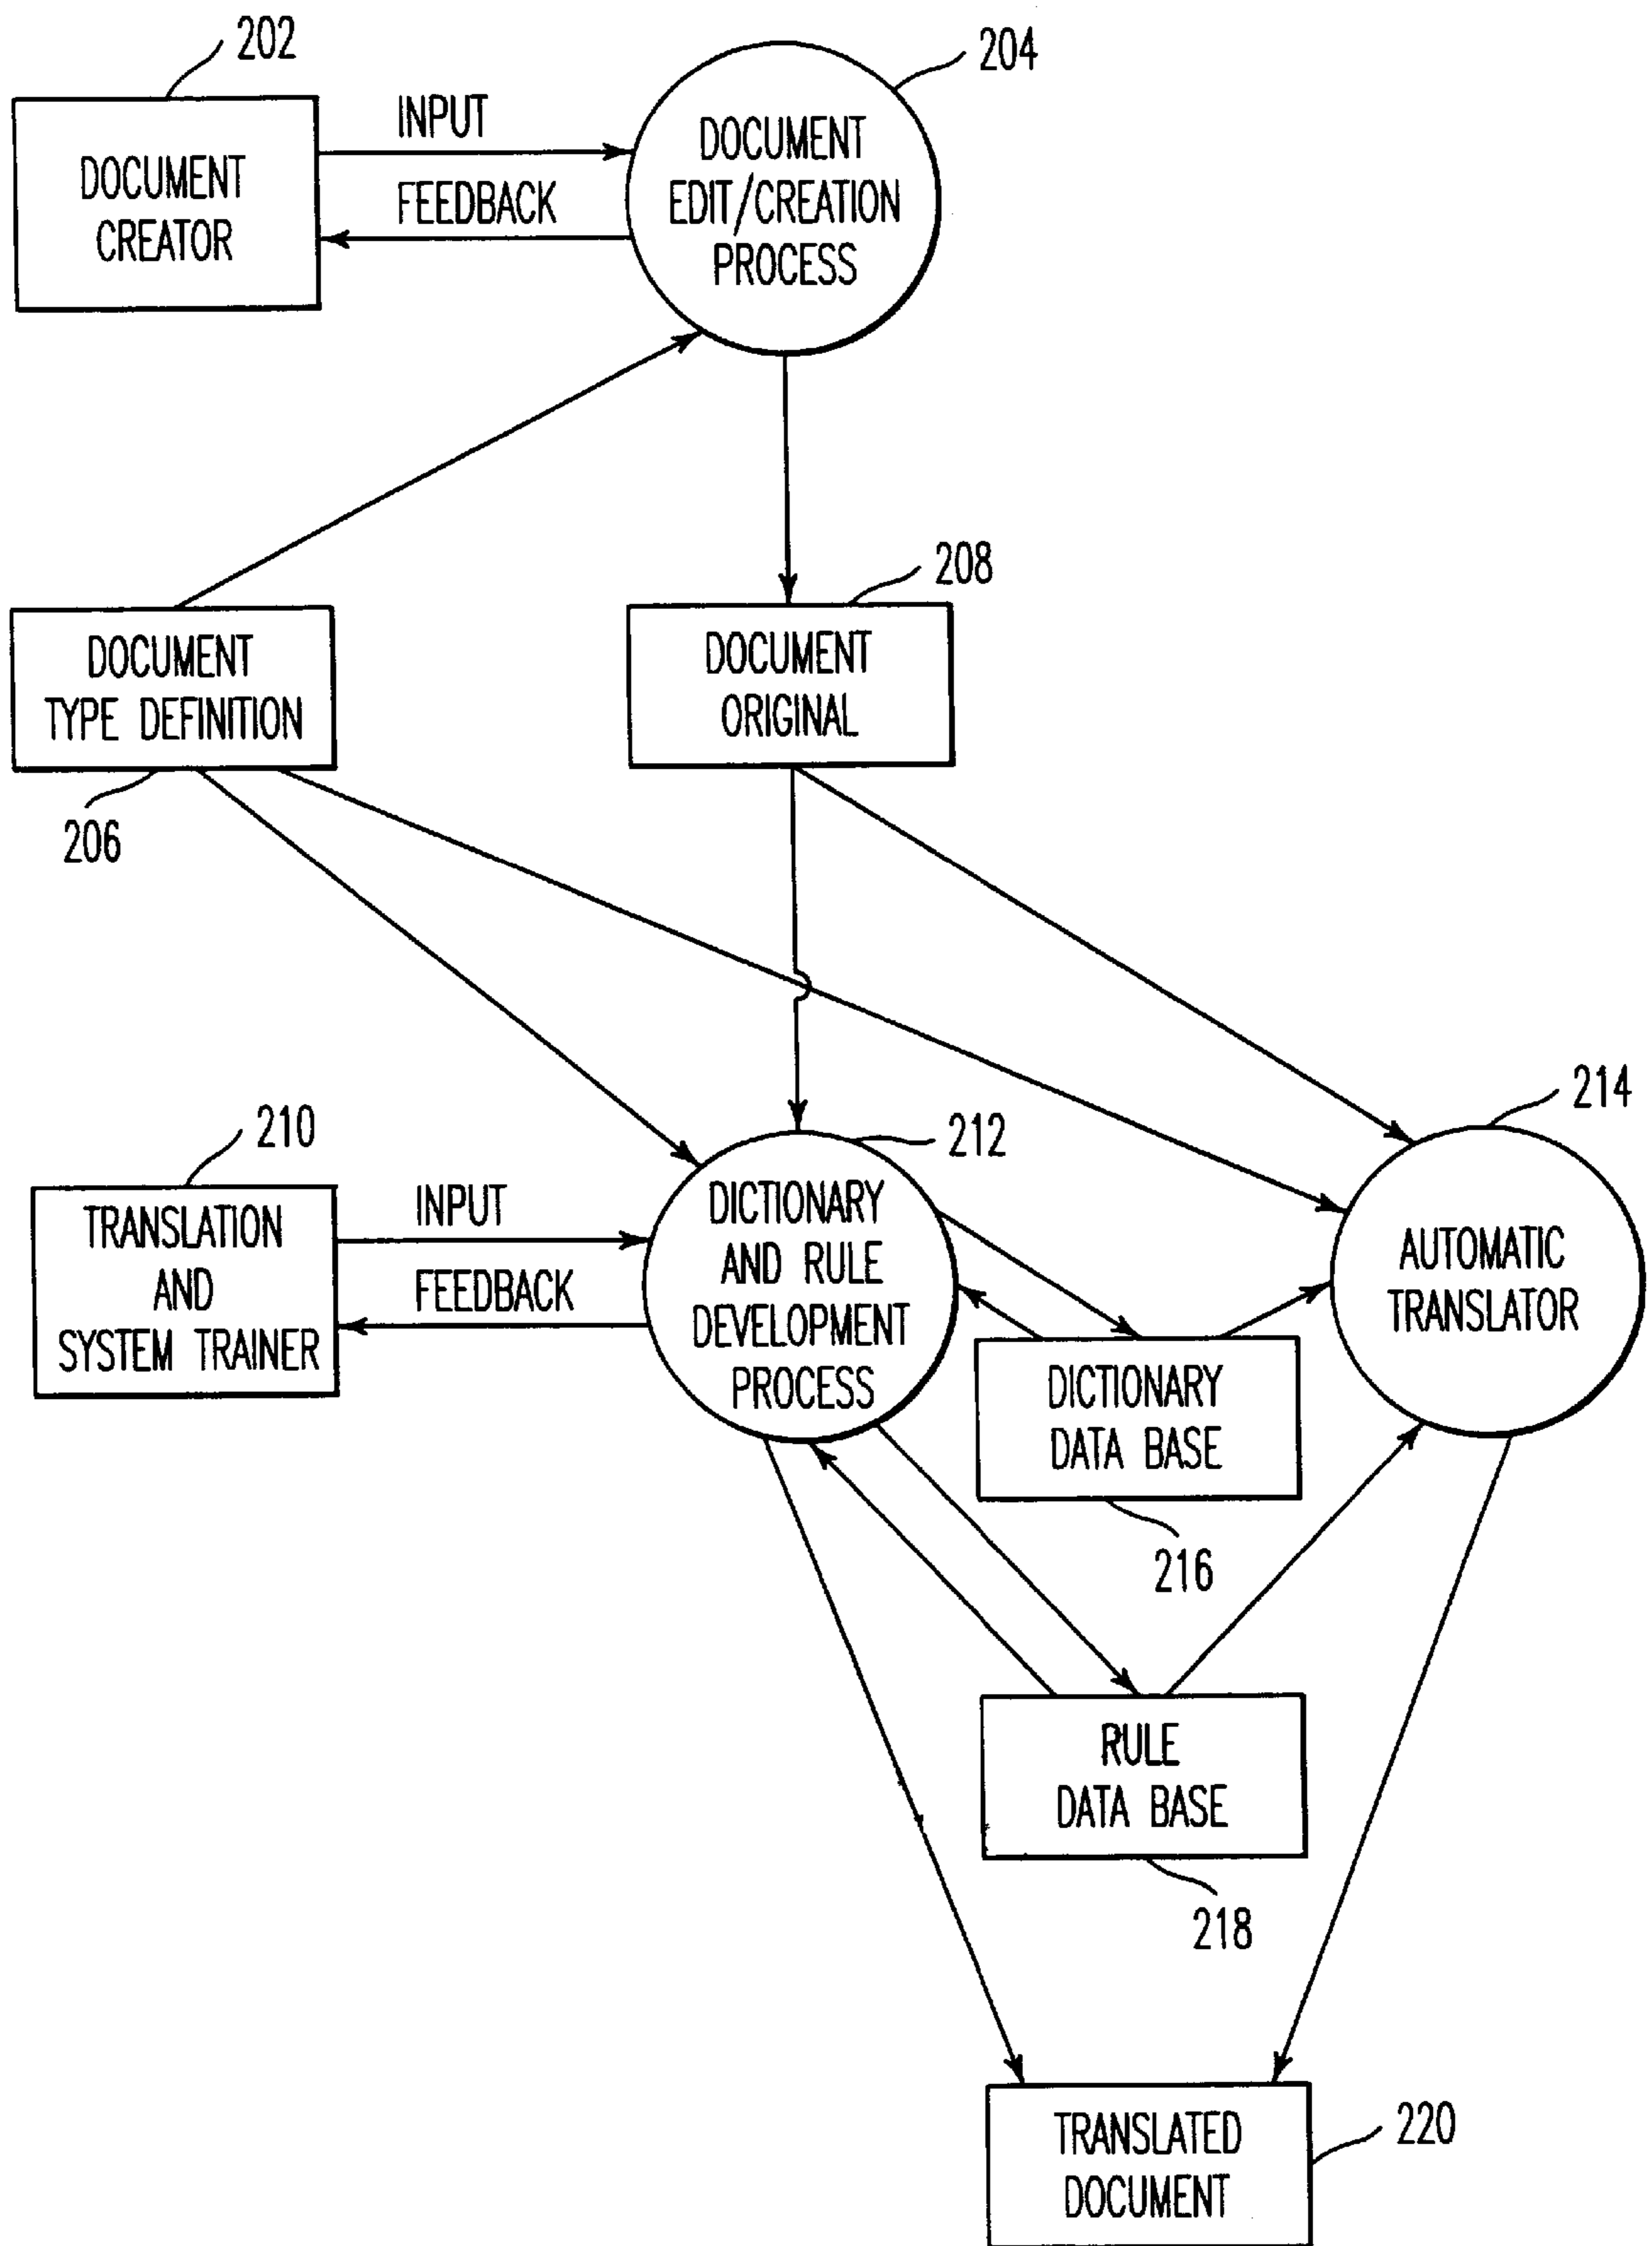 202
204
DOCUMENT
CREATOR
INPUT
FEEDBACK
DOCUMENT
EDIT/CREATION
PROCESS
208
DOCUMENT
TYPE DEFINITION
206
DOCUMENT
ORIGINAL
210
212
214
TRANSLATION
AND
SYSTEM TRAINER
INPUT
FEEDBACK
DICTIONARY
AND RULE
DEVELOPMENT
PROCESS
AUTOMATIC
TRANSLATOR
DICTIONARY
DATA BASE
216
RULE
DATA BASE
218
TRANSLATED
DOCUMENT
220